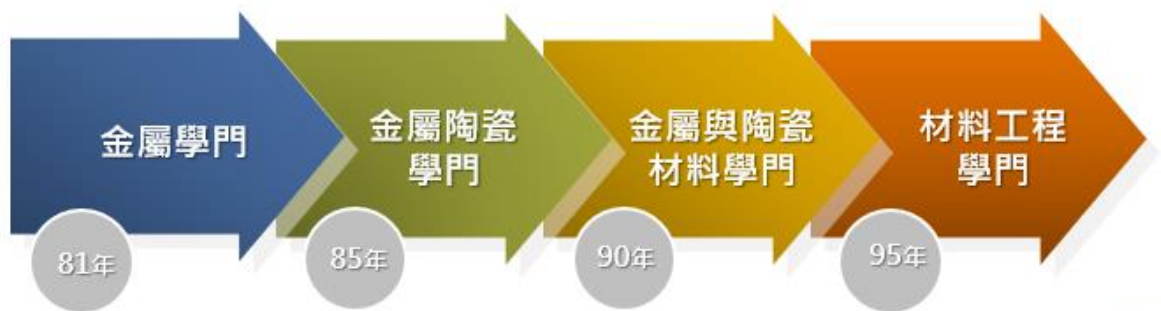 金屬學門
金屬陶瓷
學門
金屬與陶瓷
材料學門
材料工程
學門
81年
85年
90年
95年